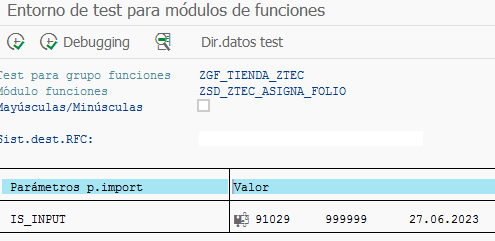 Entorno de test para módulos de funciones
Debugging Dir.datos test
Test para grupo funciones ZGF_TIENDA_ZTEC
Módulo funciones ZSD_ZTEC_ASIGNA_FOLIO
Mayúsculas/Minúsculas
Sist.dest.RFC:
Parámetros p.import Valor
IS_INPUT 91029 999999 27.06.2023